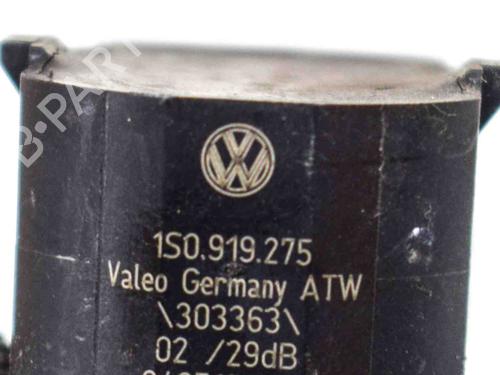 B-PART
1S0.919.275
Valeo Germany ATW
\303363\
02 /29dB